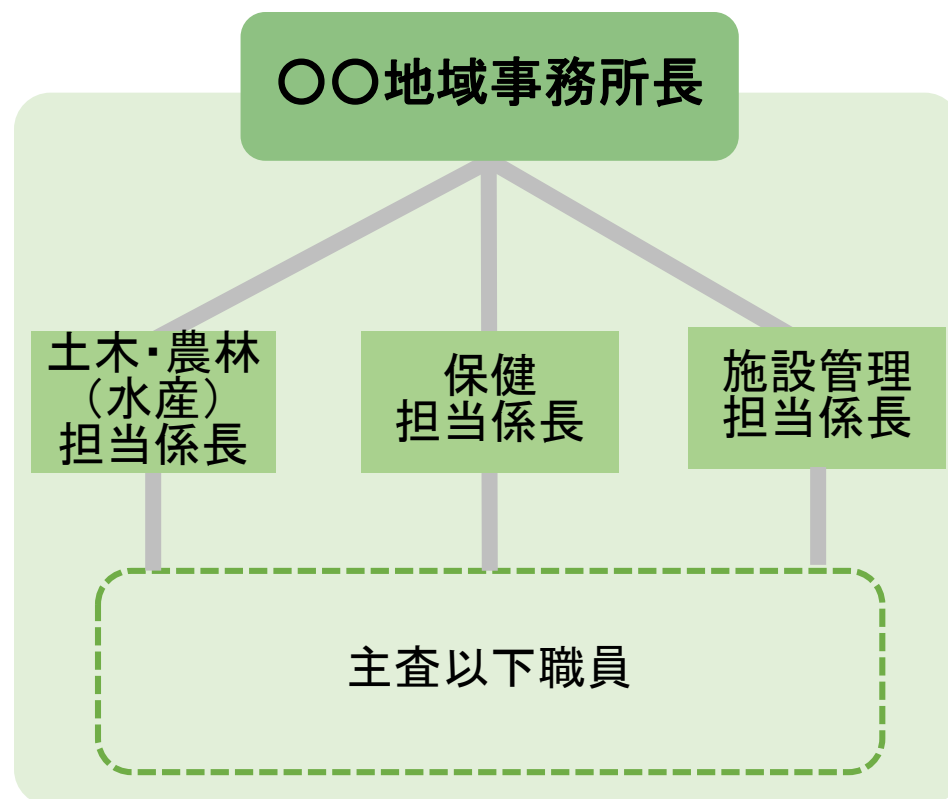 〇〇地域事務所長
土木・農林
（水産）
担当係長
保健
担当係長
施設管理
担当係長
主査以下職員